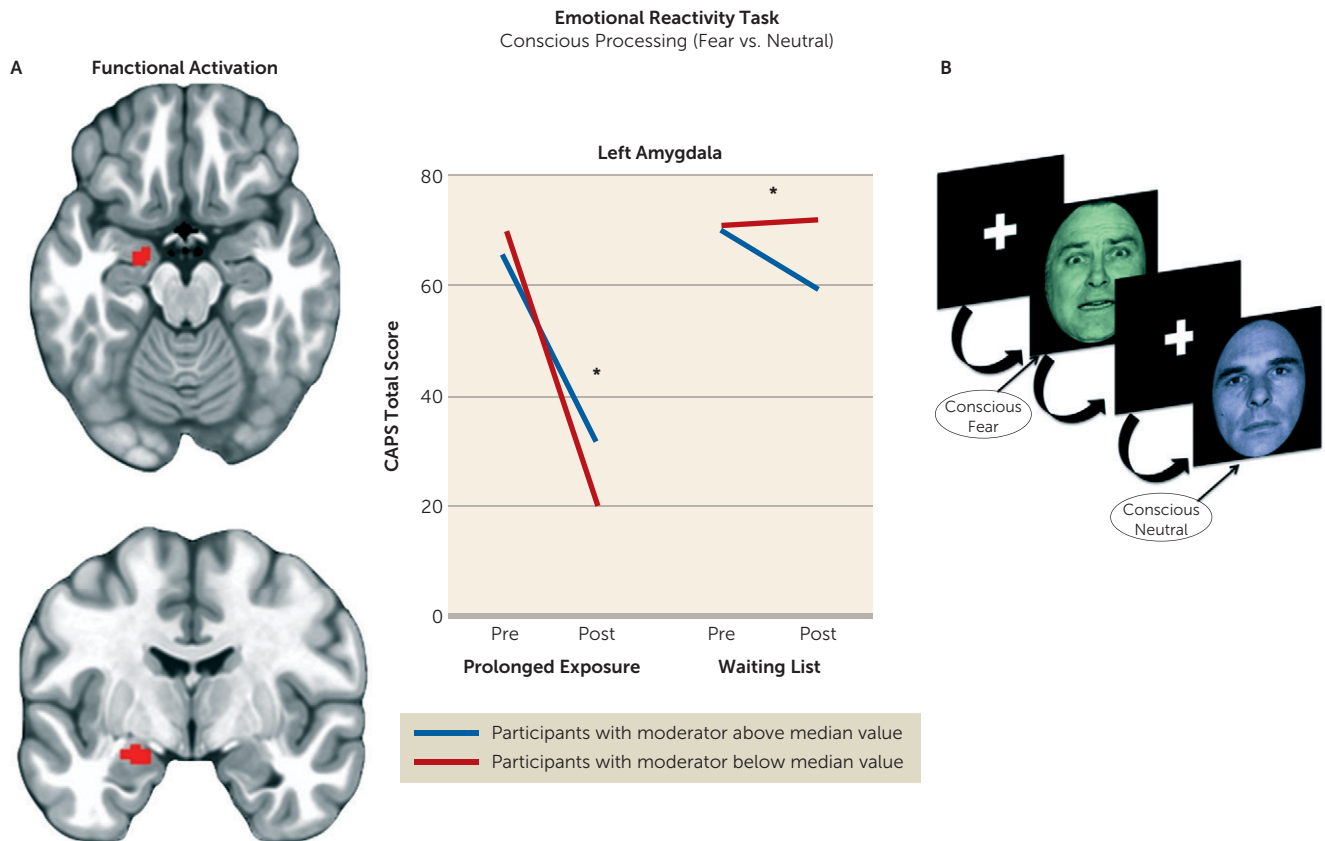 Emotional Reactivity Task
Conscious Processing (Fear vs. Neutral)
A
Functional Activation
B
Left Amygdala
CAPS Total Score
80
60
40
20
0
*
*
Pre
Post
Pre
Post
Prolonged Exposure
Waiting List
Participants with moderator above median value
Participants with moderator below median value
Conscious
Fear
Conscious
Neutral